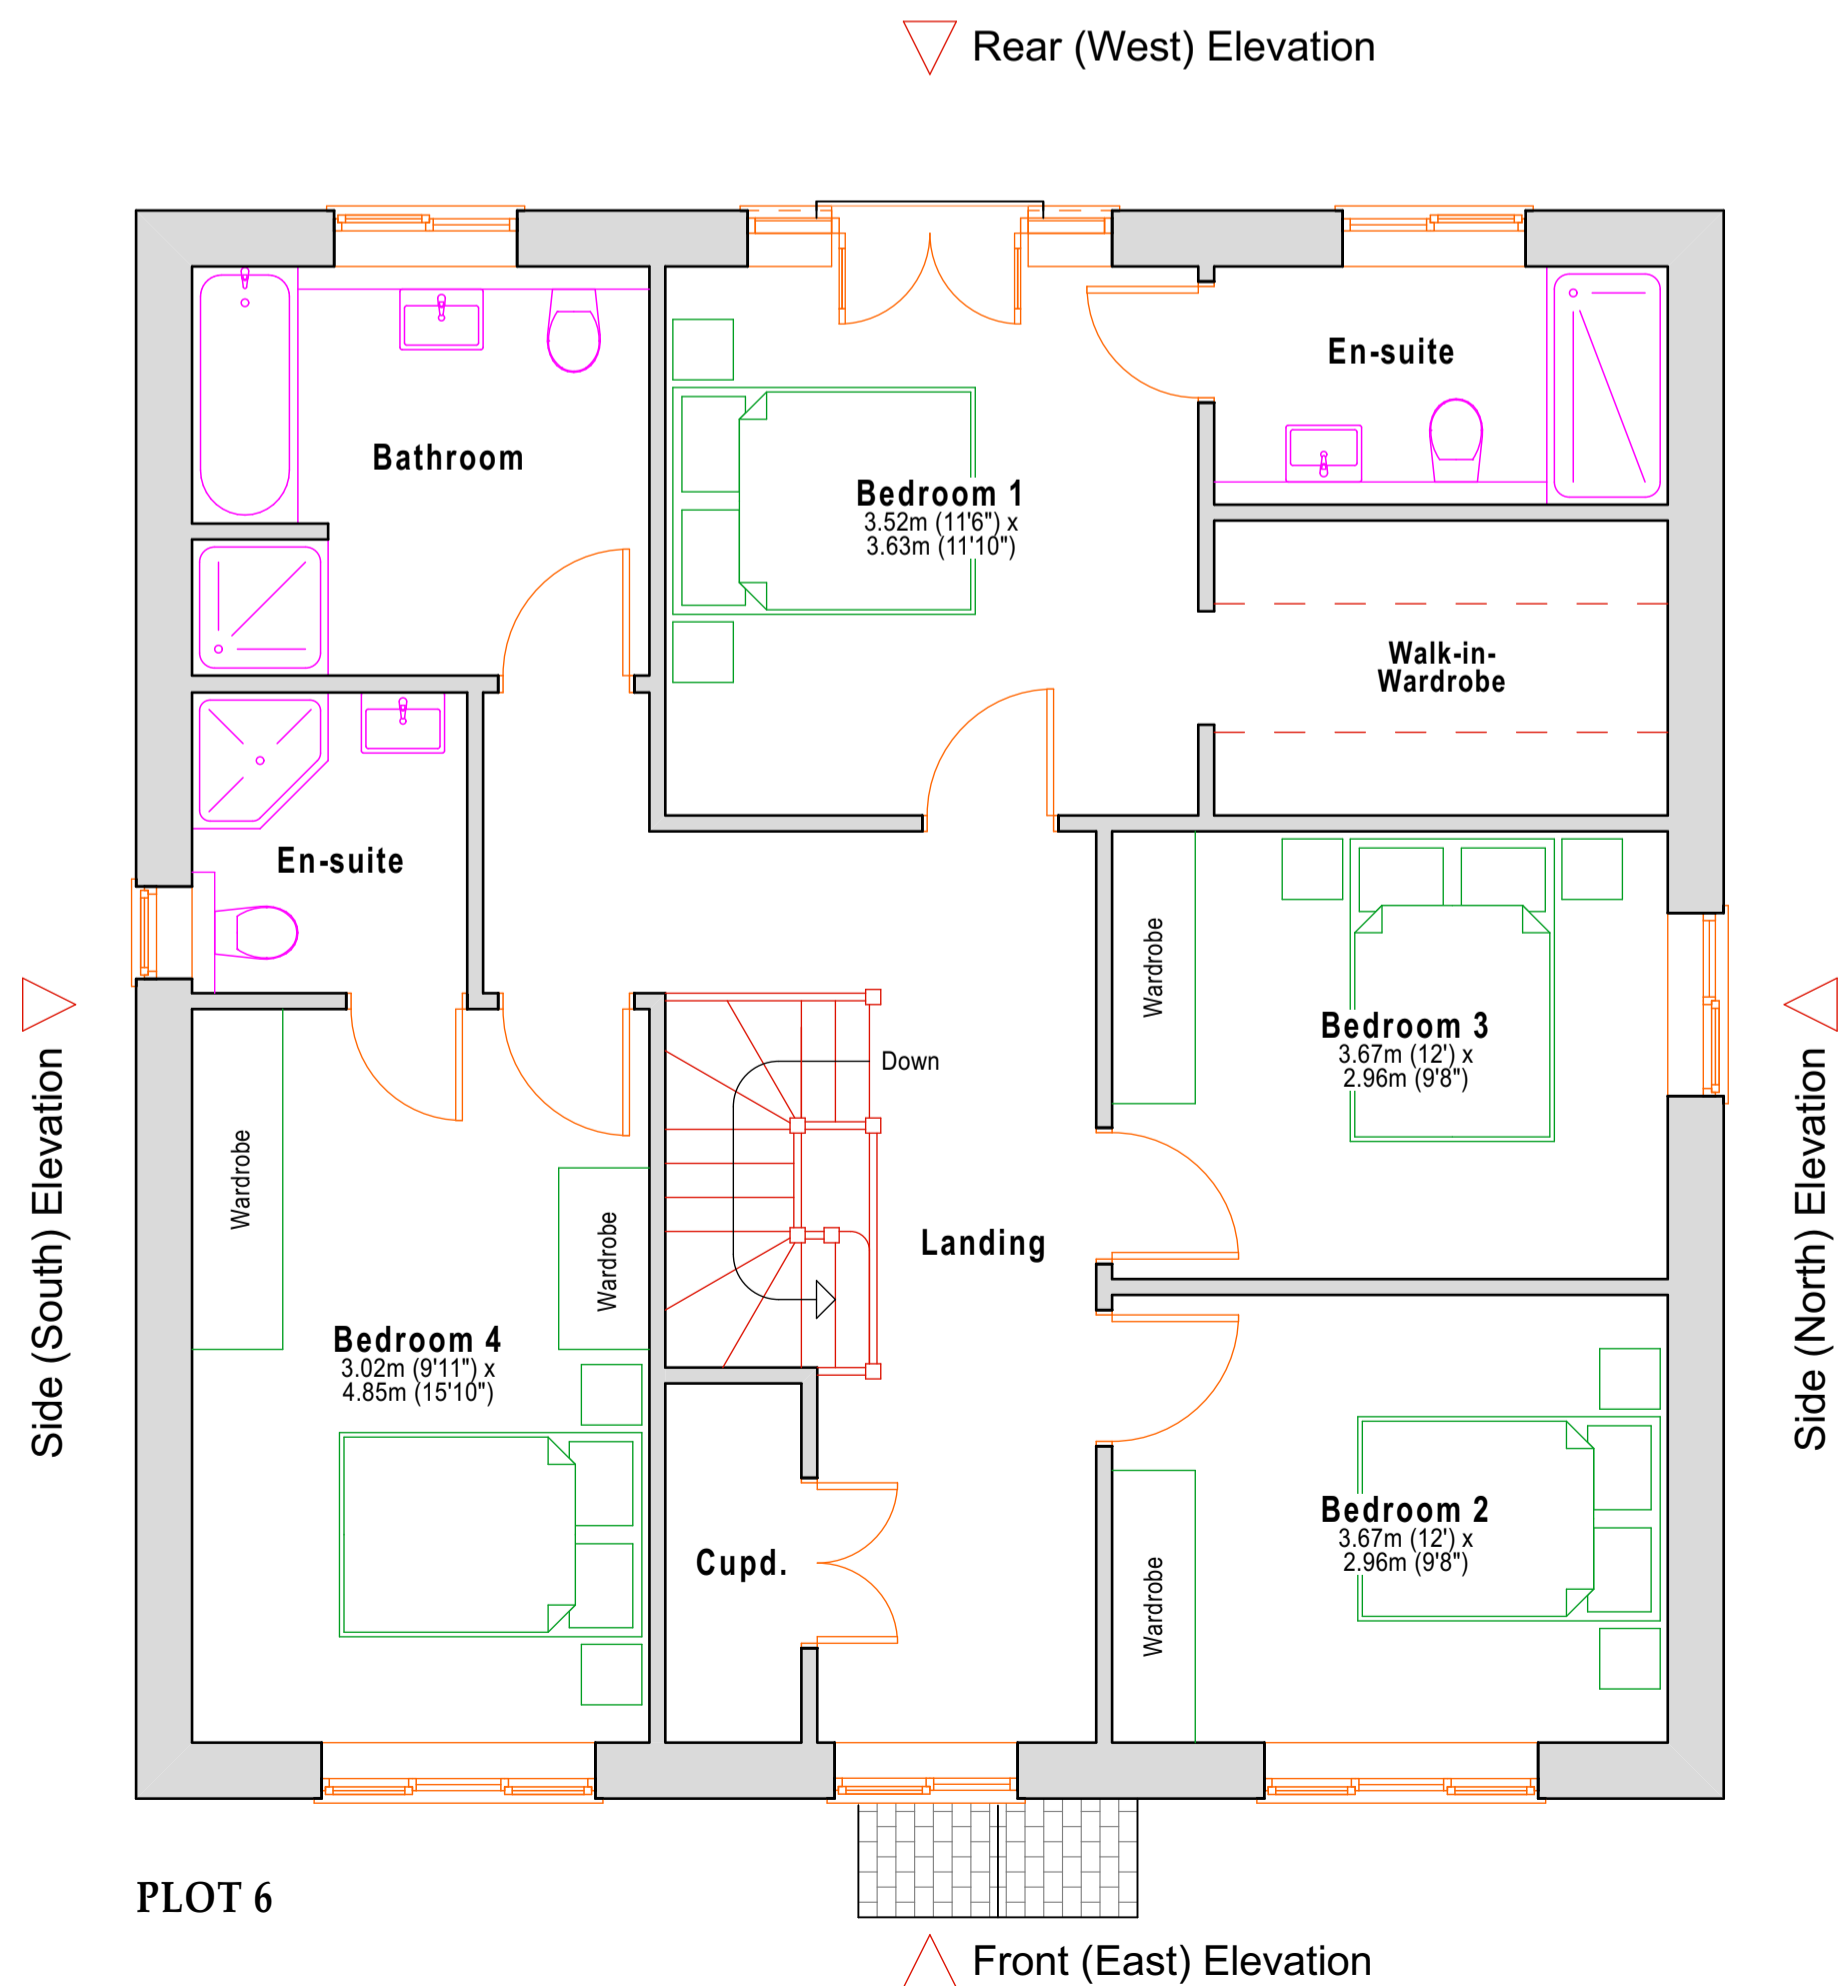 Rear (West) Elevation
En-suite
Bathroom
Bedroom 1
3.52m (11'6") x
3.63m (11'10")
Walk-in-
Wardrobe
En-suite
Wardrobe
Side (South) Elevation
Down
Bedroom 3
3.67m (12') x
2.96m (9'8")
Side (North) Elevation
Wardrobe
Wardrobe
Landing
Bedroom 4
3.02m (9'11") x
4.85m (15'10")
Bedroom 2
3.67m (12') x
2.96m (9'8")
Cupd.
Wardrobe
PLOT 6
Front (East) Elevation